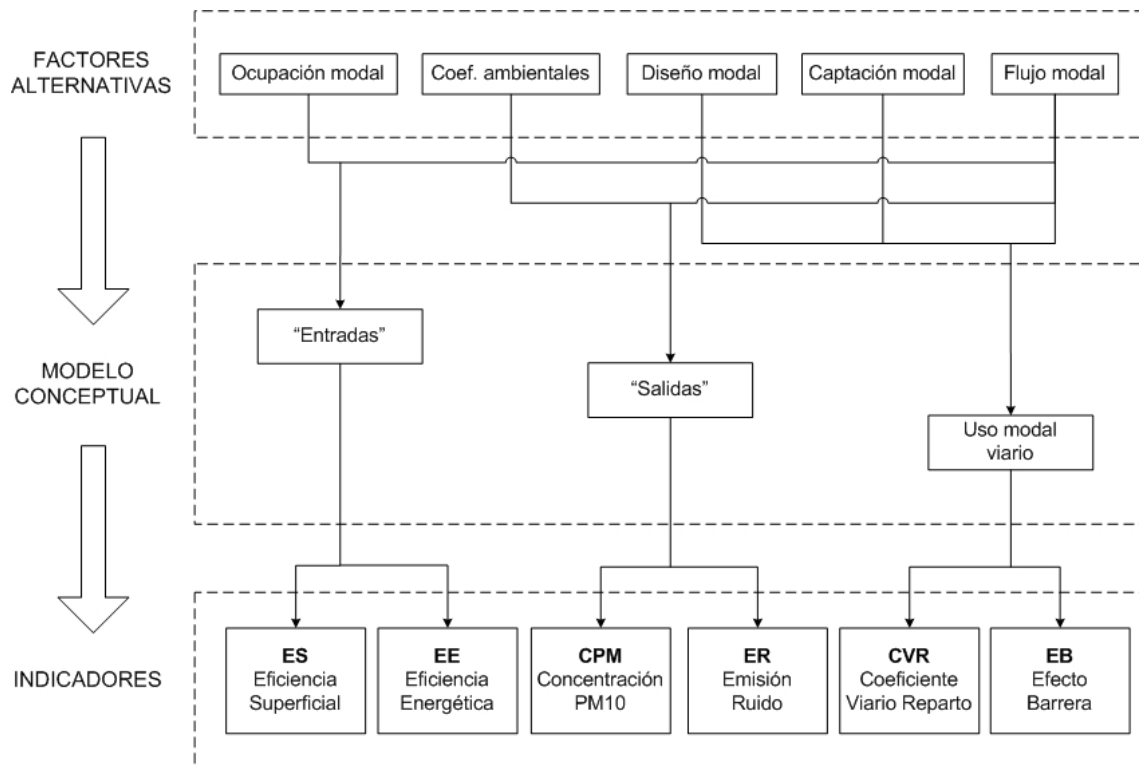 FACTORES
ALTERNATIVAS
Ocupación modal
Coef. ambientales
Diseño modal
Captación modal
Flujo modal
MODELO
CONCEPTUAL
“Entradas”
“Salidas”
Uso modal
viario
INDICADORES
ES
Eficiencia
Superficial
EE
Eficiencia
Energética
CPM
Concentración
PM10
ER
Emisión
Ruido
CVR
Coeficiente
Viario Reparto
EB
Efecto
Barrera